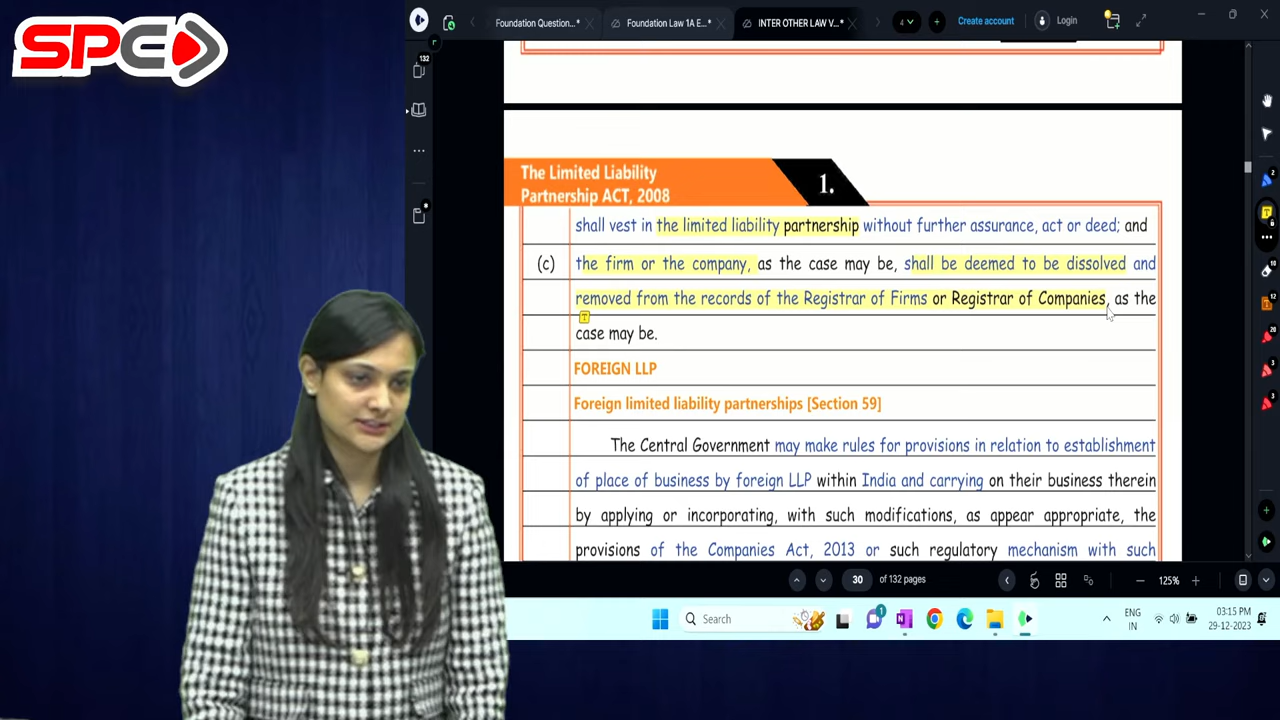 SPC
Foundation Question...*
Foundation Law 1A E...*
INTER OTHER LAW V...*
4
Create account
Login
132
The Limited Liability
Partnership ACT, 2008
1.
shall vest in the limited liability partnership without further assurance, act or deed; and
(c) the firm or the company, as the case may be, shall be deemed to be dissolved and
removed from the records of the Registrar of Firms or Registrar of Companies, as the
case may be.
FOREIGN LLP
Foreign limited liability partnerships [Section 59]
The Central Government may make rules for provisions in relation to establishment
of place of business by foreign LLP within India and carrying on their business therein
by applying or incorporating, with such modifications, as appear appropriate, the
provisions of the Companies Act, 2013 or such regulatory mechanism with such
30 of 132 pages
125%
Search
ENG
IN
03:15 PM
29-12-2023